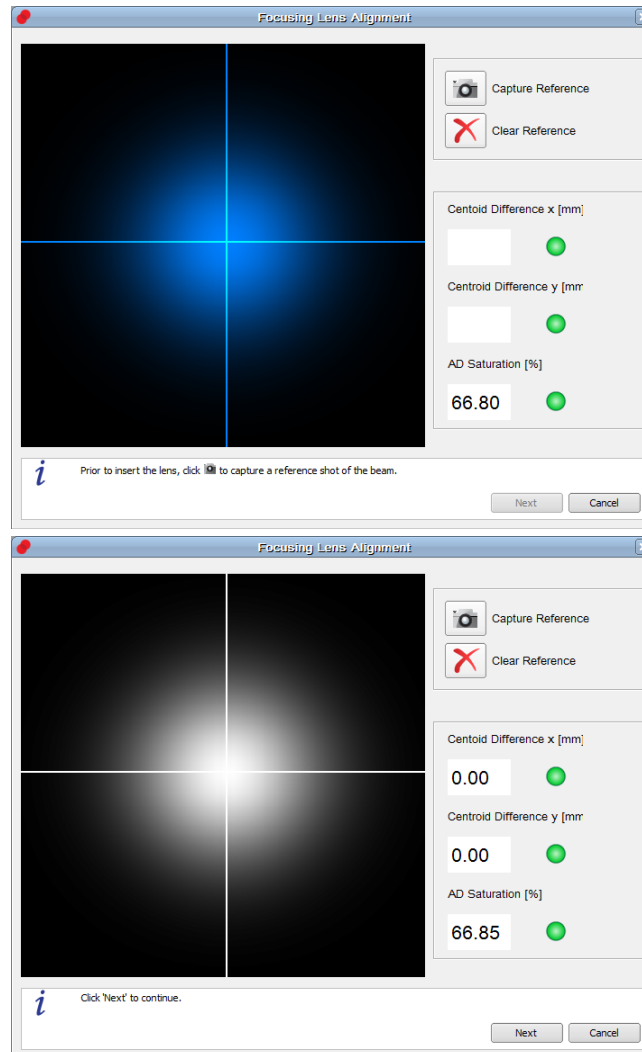 Focusing Lens Alignment
Capture Reference
Clear Reference
Centoid Difference x [mm]
Centroid Difference y [mm
AD Saturation [%]
66.80
i Prior to insert the lens, click to capture a reference shot of the beam.
Next Cancel
Focusing Lens Alignment
Capture Reference
Clear Reference
Centoid Difference x [mm]
0.00
Centroid Difference y [mm
0.00
AD Saturation [%]
66.85
i Click 'Next' to continue.
Next Cancel